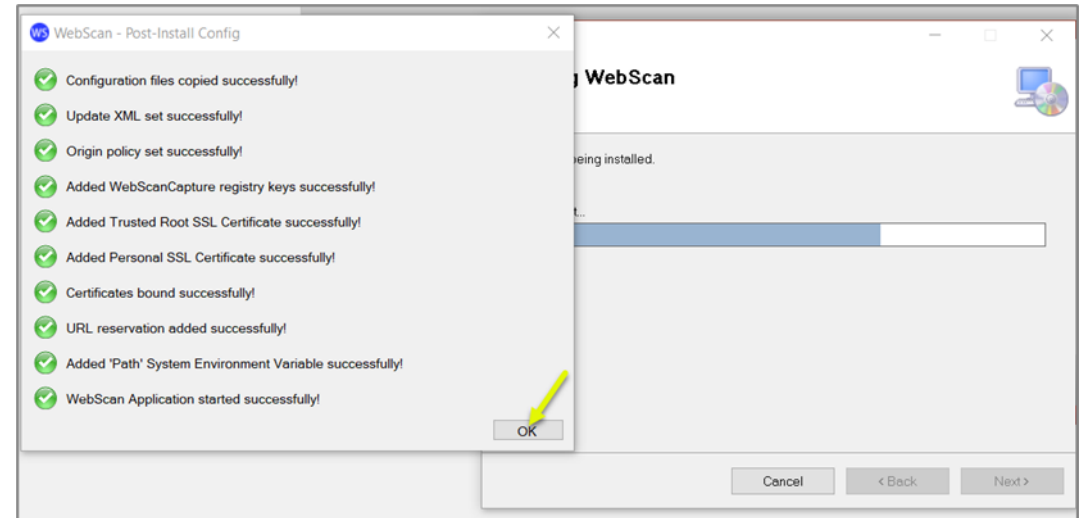 WS WebScan - Post-Install Config
Configuration files copied successfully!
Update XML set successfully!
Origin policy set successfully!
Added WebScanCapture registry keys successfully!
Added Trusted Root SSL Certificate successfully!
Added Personal SSL Certificate successfully!
Certificates bound successfully!
URL reservation added successfully!
Added 'Path' System Environment Variable successfully!
WebScan Application started successfully!
OK
WebScan
being installed.
Cancel
< Back
Next >